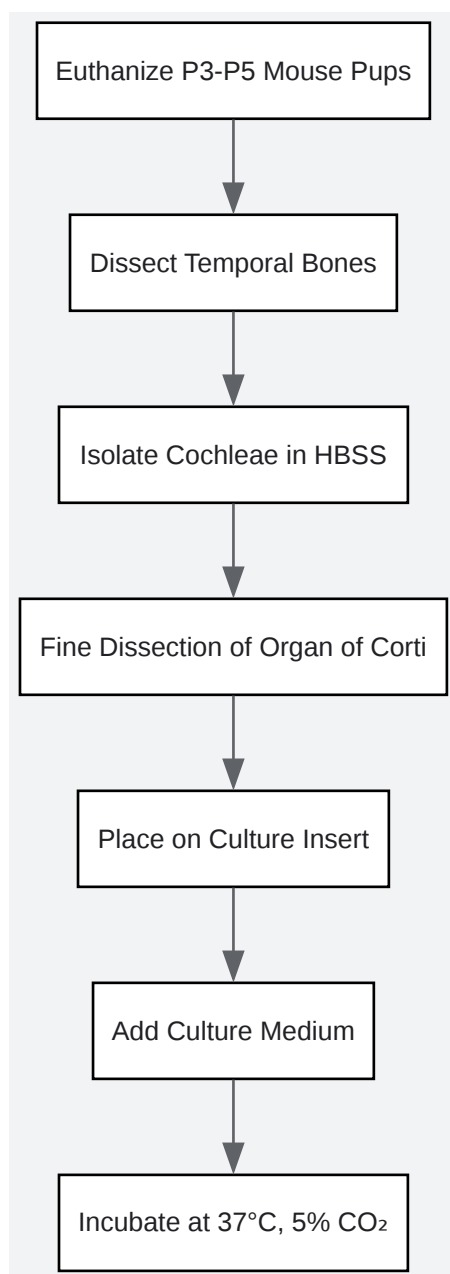 Euthanize P3-P5 Mouse Pups
Dissect Temporal Bones
Isolate Cochleae in HBSS
Fine Dissection of Organ of Corti
Place on Culture Insert
Add Culture Medium
Incubate at 37°C, 5% CO₂